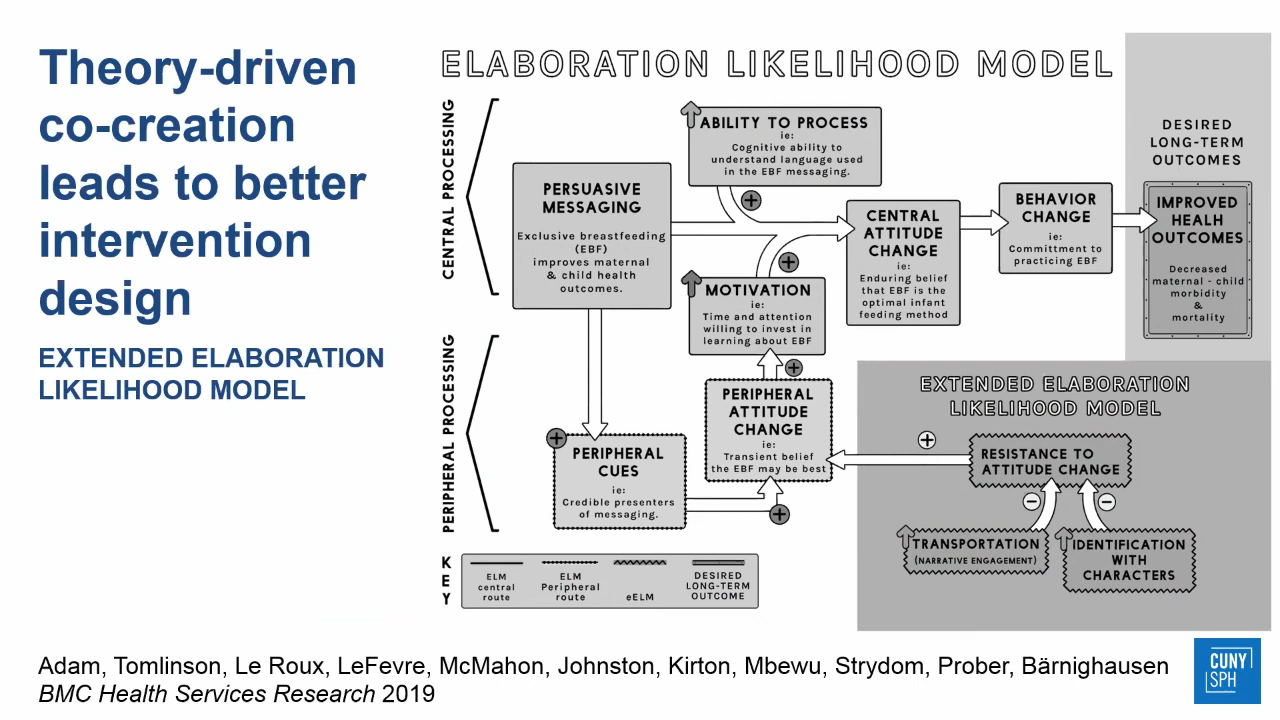 Theory-driven
co-creation
leads to better
intervention
design
EXTENDED ELABORATION
LIKELIHOOD MODEL
ELABORATION LIKELIHOOD MODEL
CENTRAL PROCESSING
PERSUASIVE
MESSAGING
Exclusive breastfeeding
(EBF)
improves maternal
& child health
outcomes.
ABILITY TO PROCESS
ie:
Cognitive ability to
understand language used
in the EBF messaging.
+
+
MOTIVATION
ie:
Time and attention
willing to invest in
learning about EBF
CENTRAL
ATTITUDE
CHANGE
ie:
Enduring belief
that EBF is the
optimal infant
feeding method
BEHAVIOR
CHANGE
ie:
Committment to
practicing EBF
DESIRED
LONG-TERM
OUTCOMES
IMPROVED
HEALH
OUTCOMES
Decreased
maternal - child
morbidity
&
mortality
PERIPHERAL PROCESSING
+
PERIPHERAL
CUES
ie:
Credible presenters
of messaging.
+
+
PERIPHERAL
ATTITUDE
CHANGE
ie:
Transient belief
the EBF may be best
EXTENDED ELABORATION
LIKELIHOOD MODEL
+
RESISTANCE TO
ATTITUDE CHANGE
−
−
TRANSPORTATION
(NARRATIVE ENGAGEMENT)
IDENTIFICATION
WITH
CHARACTERS
KEY
ELM
central
route
ELM
Peripheral
route
eELM
DESIRED
LONG-TERM
OUTCOME
Adam, Tomlinson, Le Roux, LeFevre, McMahon, Johnston, Kirton, Mbewu, Strydom, Prober, Bärnighausen
BMC Health Services Research 2019
CUNY
SPH